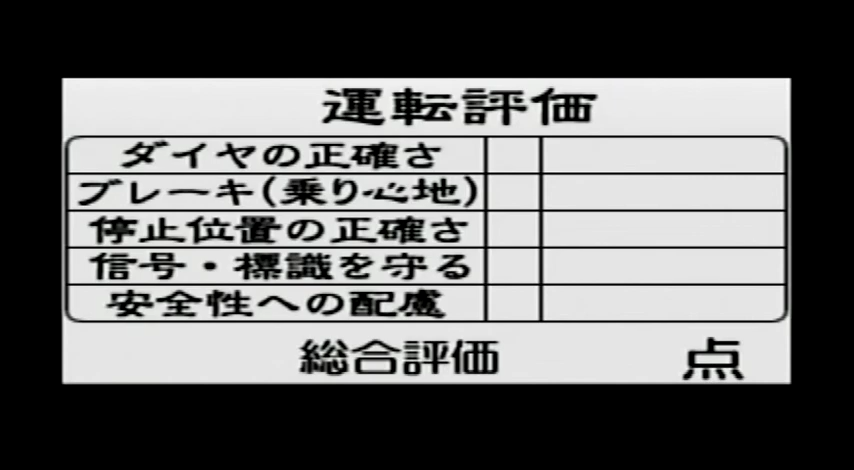 運転評価
ダイヤの正確さ
ブレーキ(乗り心地)
停止位置の正確さ
信号・標識を守る
安全性への配慮
総合評価 点